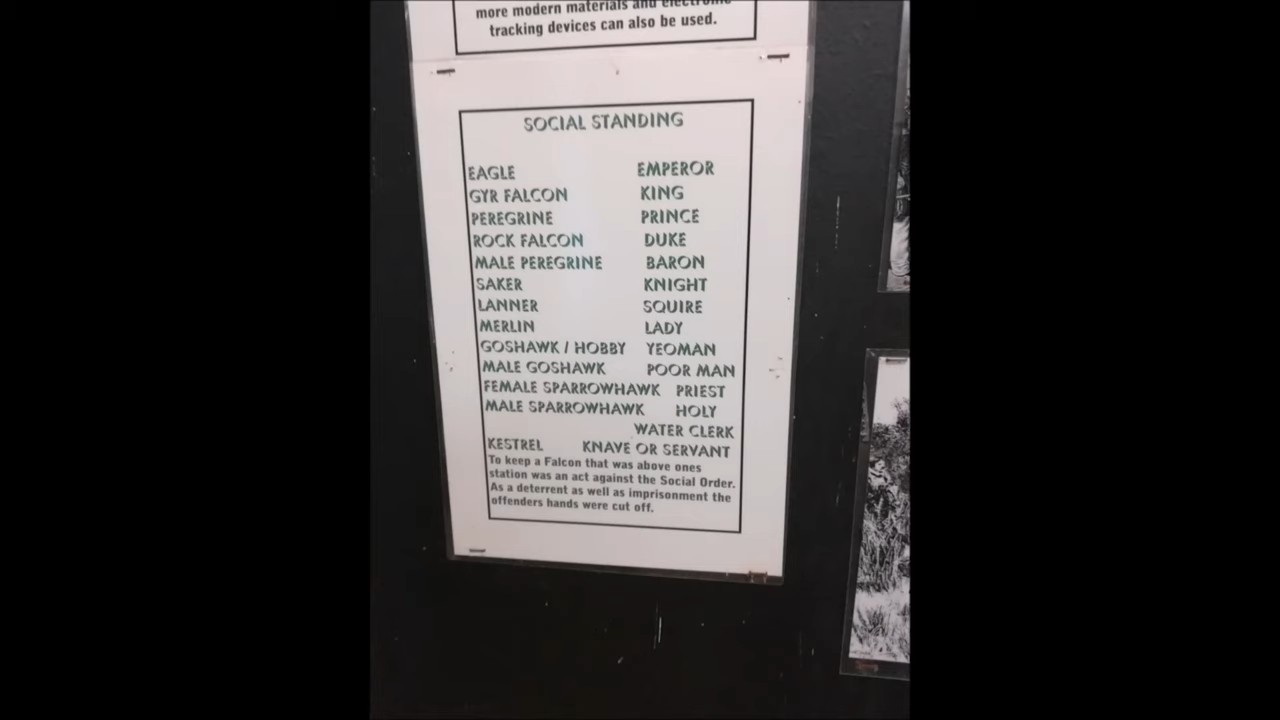 more modern materials and electronic
tracking devices can also be used.
SOCIAL STANDING
EAGLE EMPEROR
GYR FALCON KING
PEREGRINE PRINCE
ROCK FALCON DUKE
MALE PEREGRINE BARON
SAKER KNIGHT
LANNER SQUIRE
MERLIN LADY
GOSHAWK / HOBBY YEOMAN
MALE GOSHAWK POOR MAN
FEMALE SPARROWHAWK PRIEST
MALE SPARROWHAWK HOLY
WATER CLERK
KESTREL KNAVE OR SERVANT
To keep a Falcon that was above ones
station was an act against the Social Order.
As a deterrent as well as imprisonment the
offenders hands were cut off.